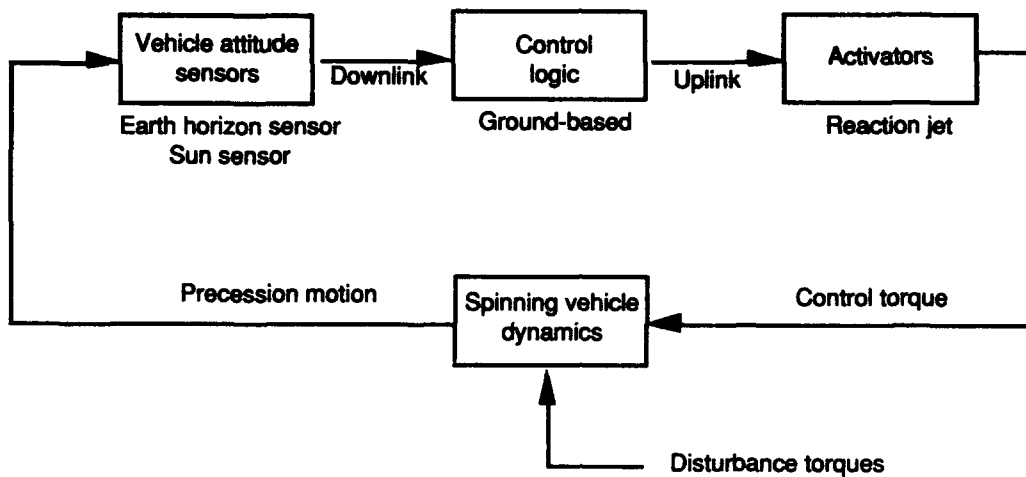 Vehicle attitude
sensors
Downlink
Control
logic
Uplink
Activators
Earth horizon sensor
Sun sensor
Ground-based
Reaction jet
Precession motion
Spinning vehicle
dynamics
Control torque
Disturbance torques